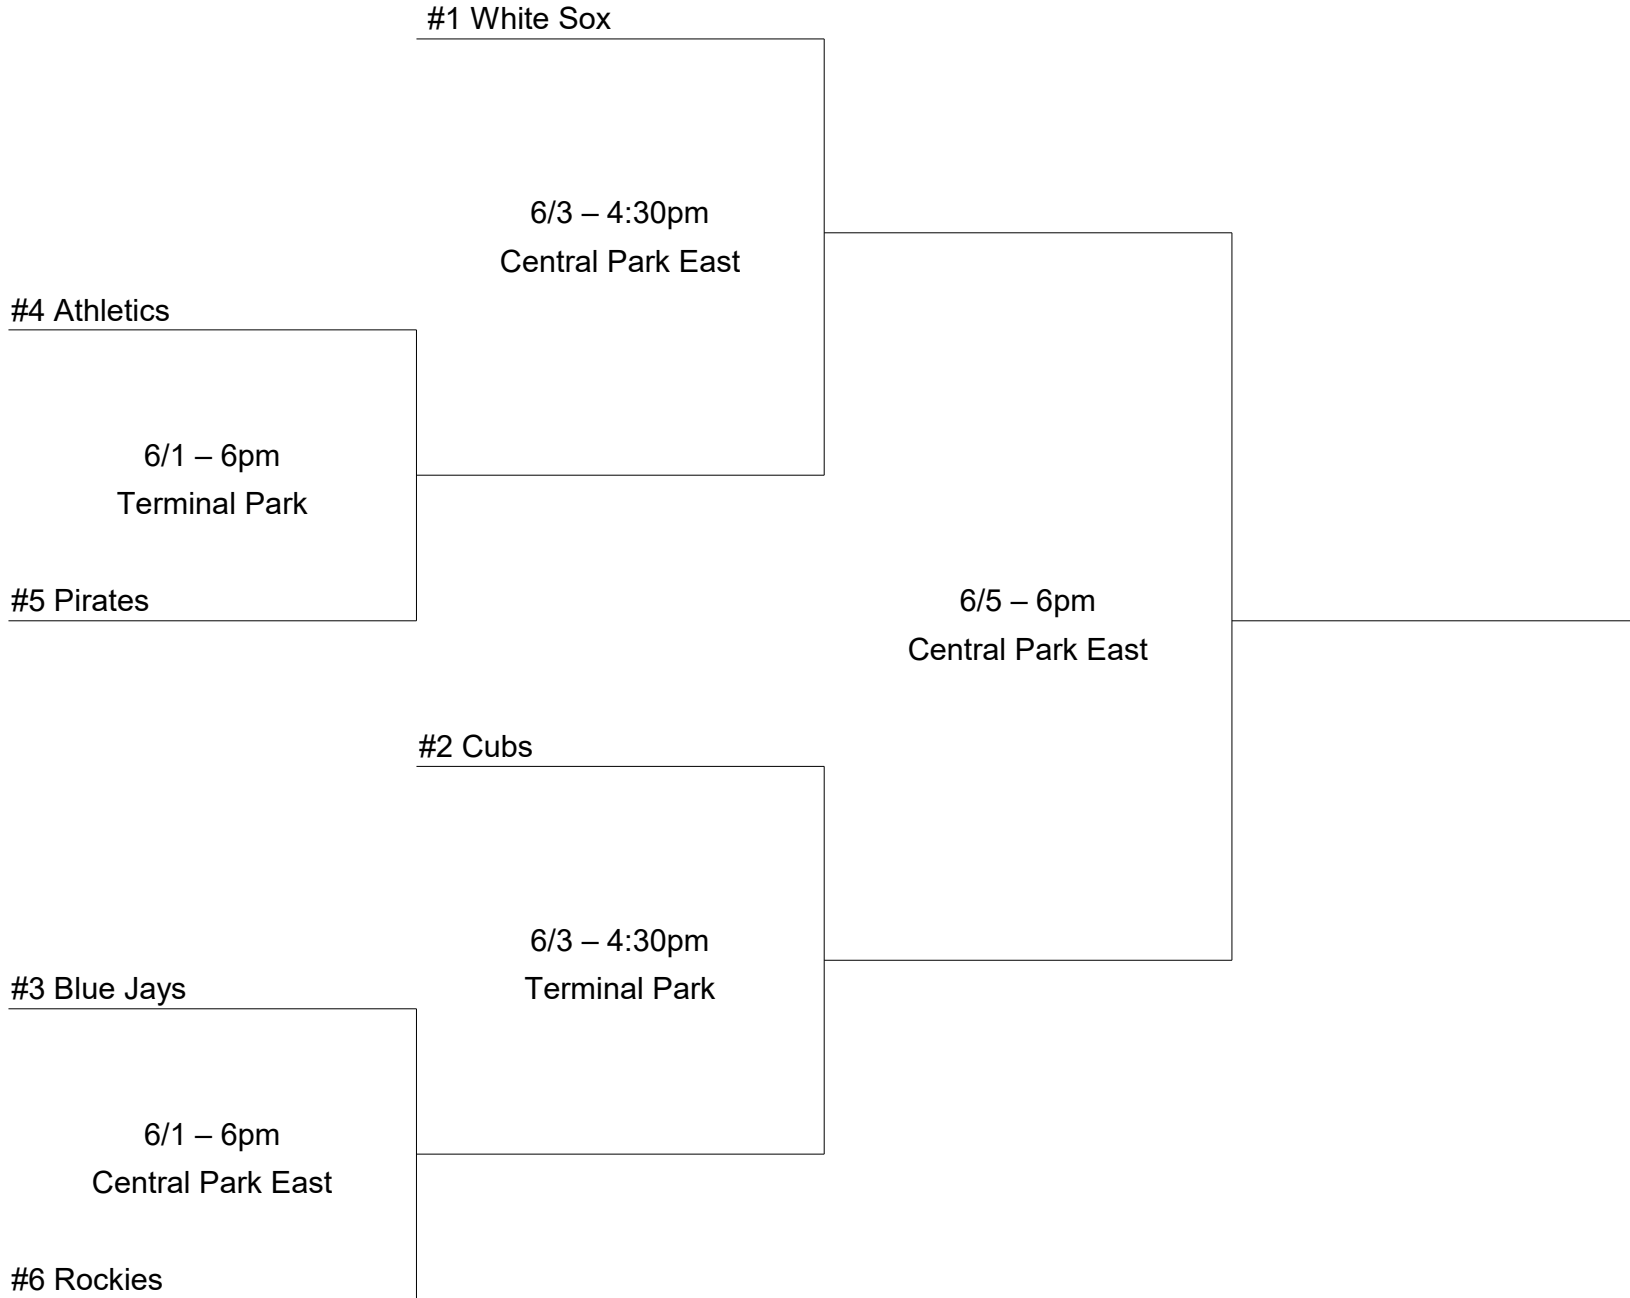 #1 White Sox
6/3 – 4:30pm
Central Park East
#4 Athletics
6/1 – 6pm
Terminal Park
#5 Pirates
6/5 – 6pm
Central Park East
#2 Cubs
6/3 – 4:30pm
Terminal Park
#3 Blue Jays
6/1 – 6pm
Central Park East
#6 Rockies